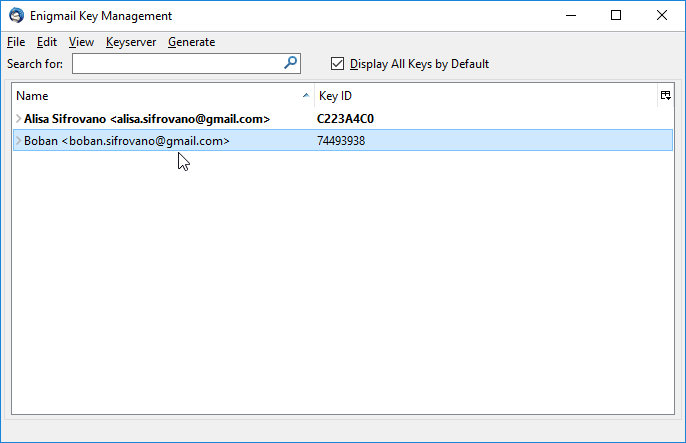 Enigmail Key Management
File Edit View Keyserver Generate
Search for: Display All Keys by Default
Name Key ID
Alisa Sifrovano <alisa.sifrovano@gmail.com> C223A4C0
Boban <boban.sifrovano@gmail.com> 74493938